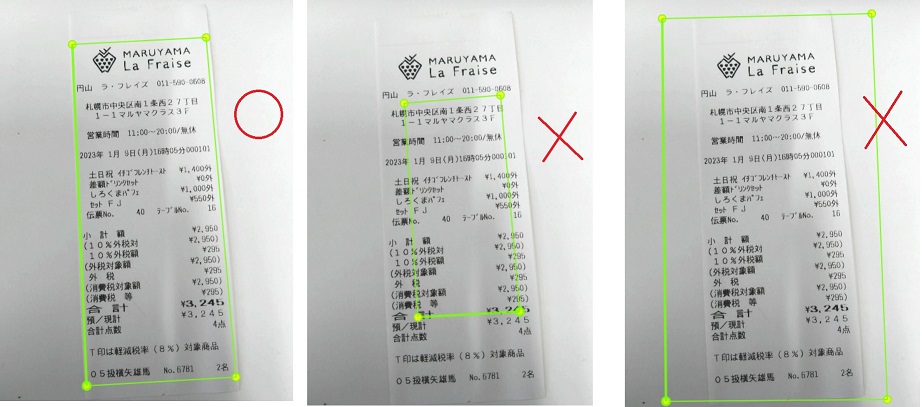 MARUYAMA
La Fraise
円山 ラ・フレイズ 011-590-0608
札幌市中央区南1条西27丁目
1-1マルヤマクラス3F
営業時間 11:00~20:00/無休
2023年 1月 9日(月)16時05分000101
土日祝 イチゴフレンチトースト ¥1,400外
差額ドリンクセット ¥0外
しろくまパフェ ¥1,000外
セット FJ ¥550外
伝票No. 40 テーブルNo. 16
小計額 ¥2,950
(10%外税対 ¥2,950)
10%外税額 ¥295
(外税対象額 ¥2,950)
外税 ¥295
(消費税対象額 ¥2,950)
(消費税等 ¥295)
合計 ¥3,245
預/現計 ¥3,245
合計点数 4点
T印は軽減税率(8%)対象商品
05扱横矢雄馬 No.6781 2名
MARUYAMA
La Fraise
円山 ラ・フレイズ 011-590-0608
札幌市中央区南1条西27丁目
1-1マルヤマクラス3F
営業時間 11:00~20:00/無休
2023年 1月 9日(月)16時05分000101
土日祝 イチゴフレンチトースト ¥1,400外
差額ドリンクセット ¥0外
しろくまパフェ ¥1,000外
セット FJ ¥550外
伝票No. 40 テーブルNo. 16
小計額 ¥2,950
(10%外税対 ¥2,950)
10%外税額 ¥295
(外税対象額 ¥2,950)
外税 ¥295
(消費税対象額 ¥2,950)
(消費税等 ¥295)
合計 ¥3,245
預/現計 ¥3,245
合計点数 4点
T印は軽減税率(8%)対象商品
05扱横矢雄馬 No.6781 2名
MARUYAMA
La Fraise
円山 ラ・フレイズ 011-590-0608
札幌市中央区南1条西27丁目
1-1マルヤマクラス3F
営業時間 11:00~20:00/無休
2023年 1月 9日(月)16時05分000101
土日祝 イチゴフレンチトースト ¥1,400外
差額ドリンクセット ¥0外
しろくまパフェ ¥1,000外
セット FJ ¥550外
伝票No. 40 テーブルNo. 16
小計額 ¥2,950
(10%外税対 ¥2,950)
10%外税額 ¥295
(外税対象額 ¥2,950)
外税 ¥295
(消費税対象額 ¥2,950)
(消費税等 ¥295)
合計 ¥3,245
預/現計 ¥3,245
合計点数 4点
T印は軽減税率(8%)対象商品
05扱横矢雄馬 No.6781 2名